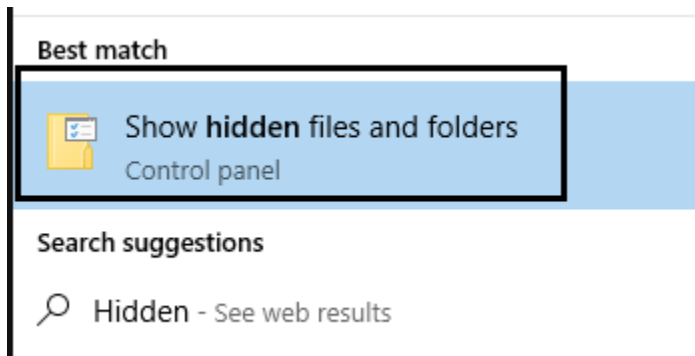 Best match
Show hidden files and folders
Control panel
Search suggestions
Hidden - See web results